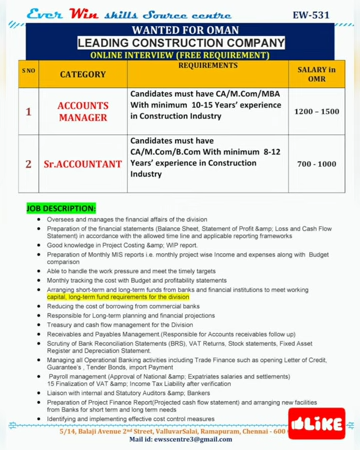 Ever Win skills Source centre
EW-531
WANTED FOR OMAN
LEADING CONSTRUCTION COMPANY
ONLINE INTERVIEW (FREE REQUIREMENT)
S NO
CATEGORY
REQUIREMENTS
SALARY in
OMR
1
ACCOUNTS
MANAGER
Candidates must have CA/M.Com/MBA
With minimum 10-15 Years' experience
in Construction Industry
1200 – 1500
2
Sr.ACCOUNTANT
Candidates must have
CA/M.Com/B.Com With minimum 8-12
Years' experience in Construction
Industry
700 - 1000
JOB DESCRIPTION:
• Oversees and manages the financial affairs of the division
• Preparation of the financial statements (Balance Sheet, Statement of Profit &amp; Loss and Cash Flow
Statement) in accordance with the allowed time line and applicable reporting frameworks
• Good knowledge in Project Costing &amp; WIP report.
• Preparation of Monthly MIS reports i.e. monthly project wise Income and expenses along with Budget
comparison
• Able to handle the work pressure and meet the timely targets
• Monthly tracking the cost with Budget and profitability statements
• Arranging short-term and long-term funds from banks and financial institutions to meet working
capital, long-term fund requirements for the division
• Reducing the cost of borrowing from commercial banks
• Responsible for Long-term planning and financial projections
• Treasury and cash flow management for the Division
• Receivables and Payables Management.(Responsible for Accounts receivables follow up)
• Scrutiny of Bank Reconciliation Statements (BRS), VAT Returns, Stock statements, Fixed Asset
Register and Depreciation Statement.
• Managing all Operational Banking activities including Trade Finance such as opening Letter of Credit,
Guarantee's , Tender Bonds, import Payment
• Payroll management (Approval of National &amp; Expatriates salaries and settlements)
15 Finalization of VAT &amp; Income Tax Liability after verification
• Liaison with internal and Statutory Auditors &amp; Bankers
• Preparation of Project Finance Report(Projected cash flow statement) and arranging new facilities
from Banks for short term and long term needs
• Identifying and implementing effective cost control measures
LIKE
5/14, Balaji Avenue 2nd Street, ValluvarSalai, Ramapuram, Chennai - 600
Mail id: ewsscentre3@gmail.com